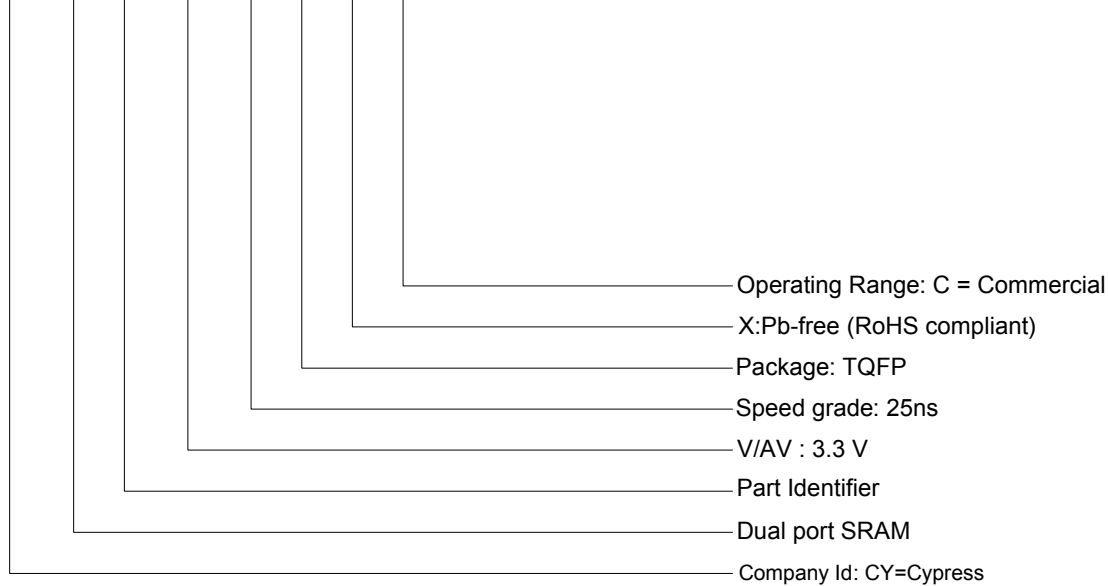 Operating Range: C = Commercial
X:Pb-free (RoHS compliant)
Package: TQFP
Speed grade: 25ns
V/AV : 3.3 V
Part Identifier
Dual port SRAM
Company Id: CY=Cypress